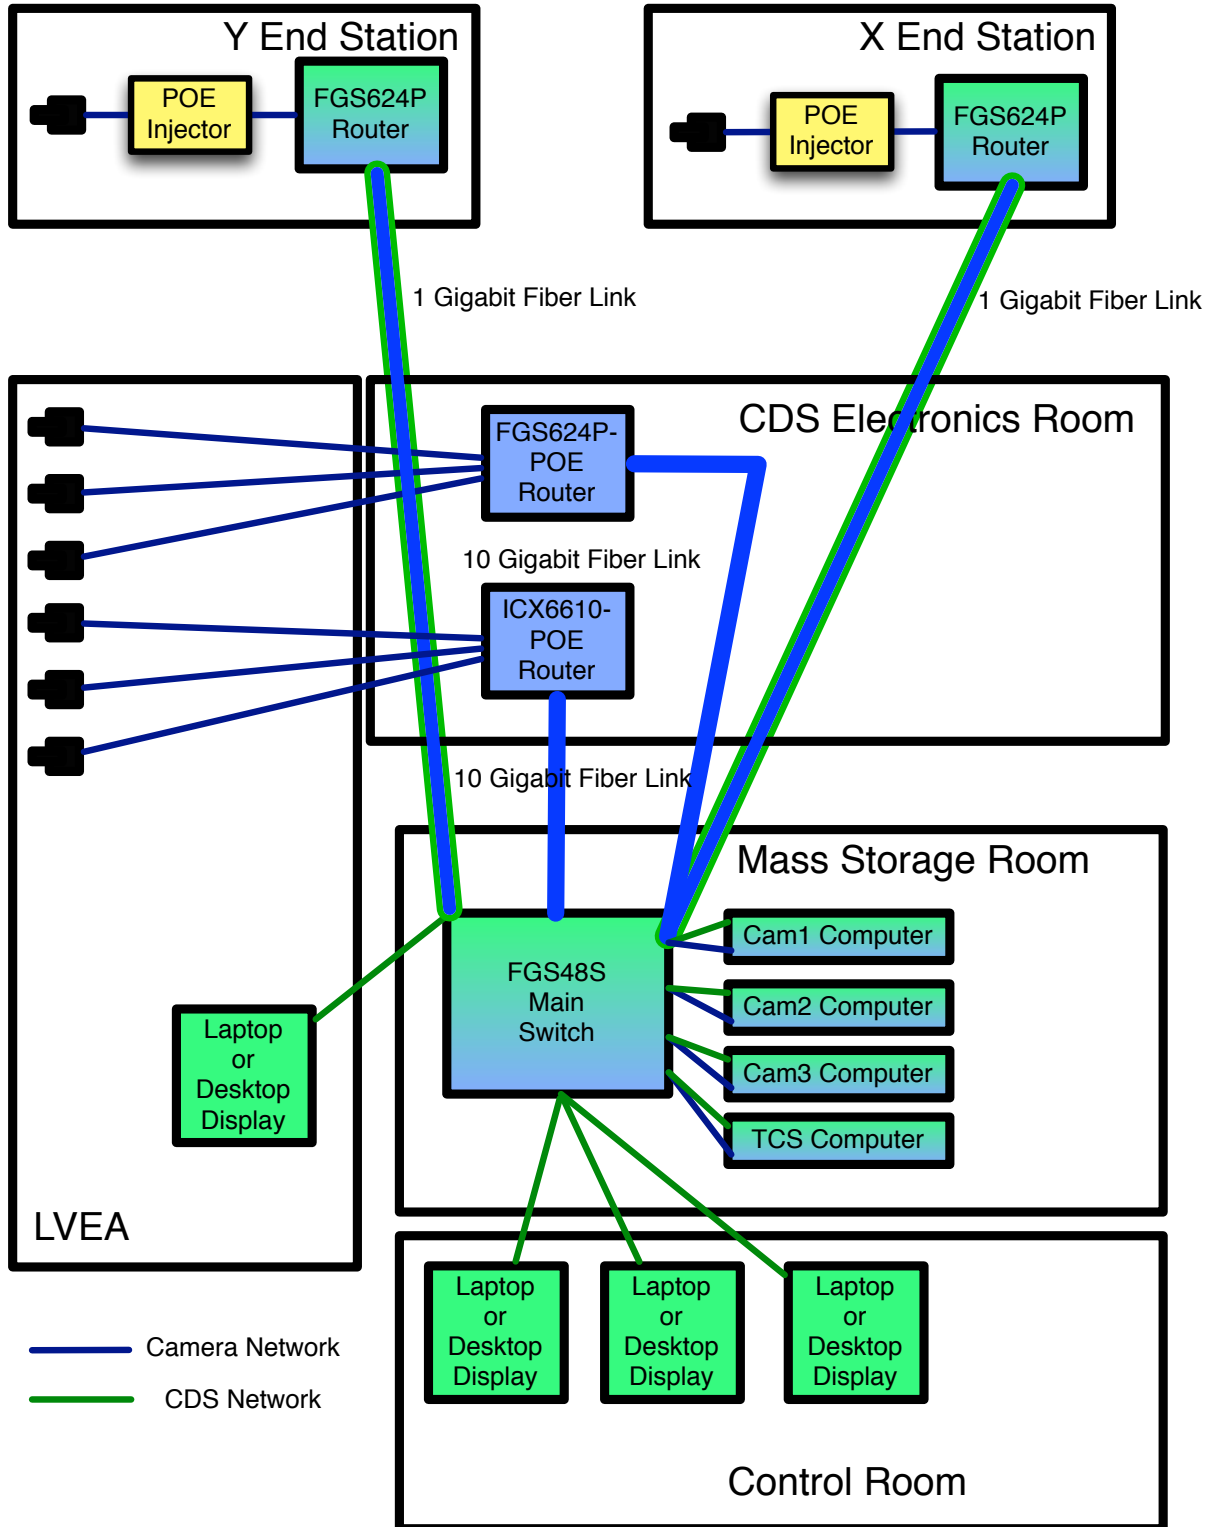 Y End Station
POE
Injector
FGS624P
Router
X End Station
POE
Injector
FGS624P
Router
1 Gigabit Fiber Link
1 Gigabit Fiber Link
CDS Electronics Room
FGS624P-
POE
Router
10 Gigabit Fiber Link
ICX6610-
POE
Router
10 Gigabit Fiber Link
Mass Storage Room
FGS48S
Main
Switch
Cam1 Computer
Cam2 Computer
Cam3 Computer
TCS Computer
Laptop
or
Desktop
Display
LVEA
Laptop
or
Desktop
Display
Laptop
or
Desktop
Display
Laptop
or
Desktop
Display
Camera Network
CDS Network
Control Room